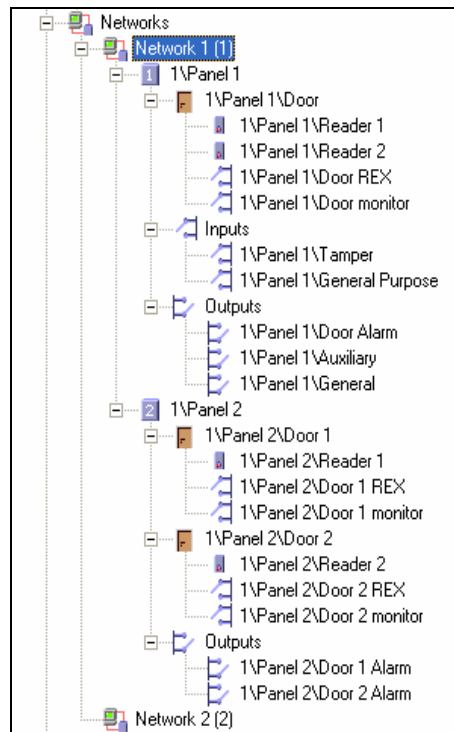 Networks
Network 1 (1)
1 1\Panel 1
1\Panel 1\Door
1\Panel 1\Reader 1
1\Panel 1\Reader 2
1\Panel 1\Door REX
1\Panel 1\Door monitor
Inputs
1\Panel 1\Tamper
1\Panel 1\General Purpose
Outputs
1\Panel 1\Door Alarm
1\Panel 1\Auxiliary
1\Panel 1\General
2 1\Panel 2
1\Panel 2\Door 1
1\Panel 2\Reader 1
1\Panel 2\Door 1 REX
1\Panel 2\Door 1 monitor
1\Panel 2\Door 2
1\Panel 2\Reader 2
1\Panel 2\Door 2 REX
1\Panel 2\Door 2 monitor
Outputs
1\Panel 2\Door 1 Alarm
1\Panel 2\Door 2 Alarm
Network 2 (2)